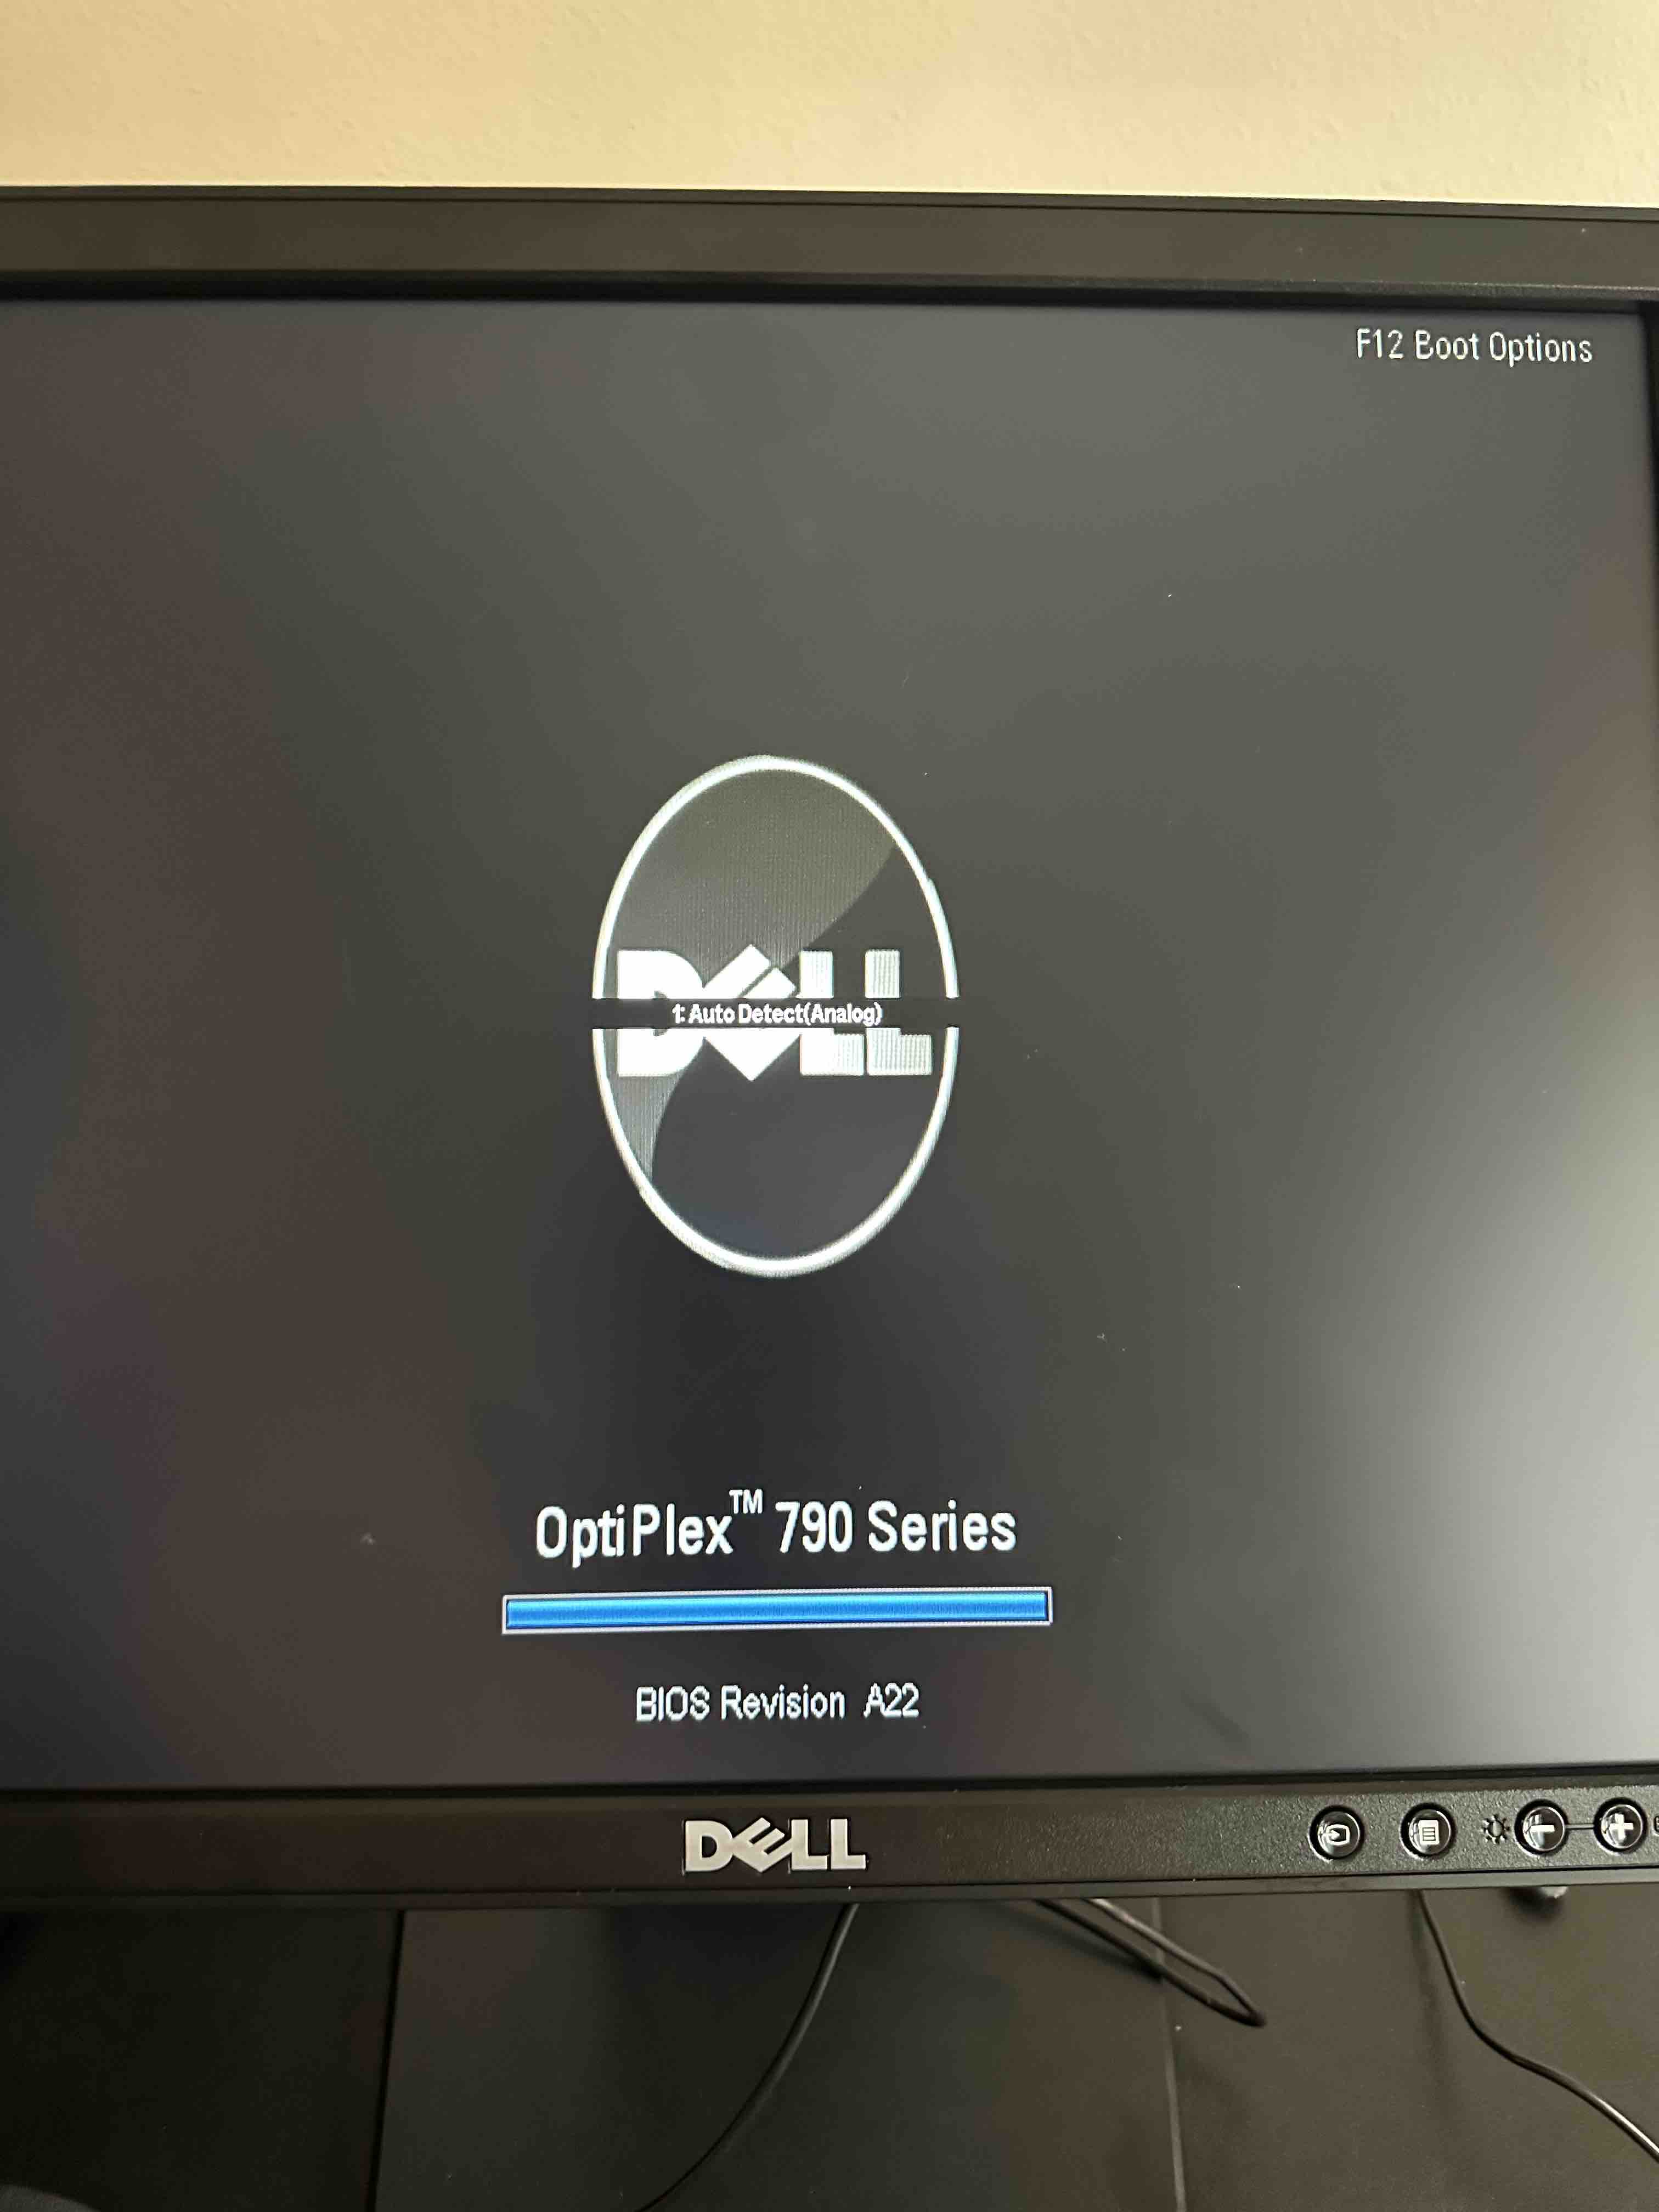 F12 Boot Options
DELL
1: Auto Detect(Analog)
OptiPlex™ 790 Series
BIOS Revision A22
DELL